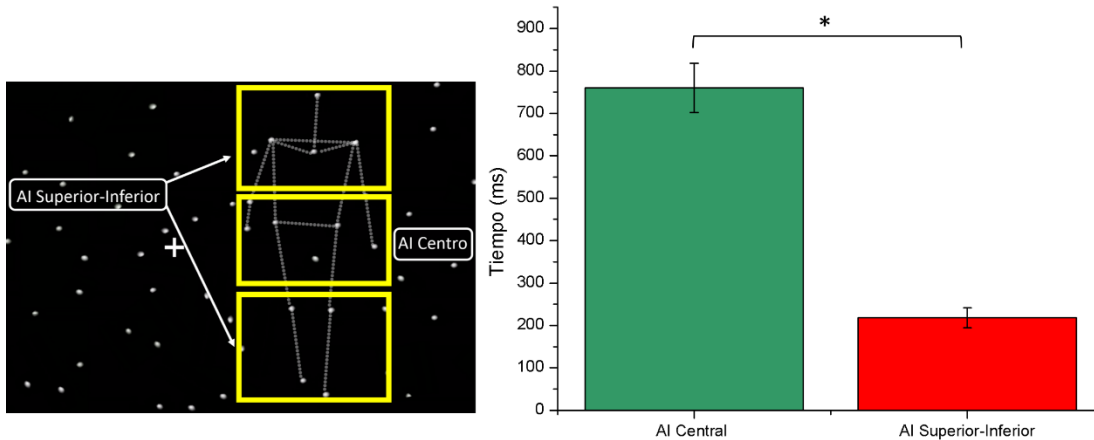 AI Superior-Inferior
+
AI Centro
*
Tiempo (ms)
900
800
700
600
500
400
300
200
100
0
AI Central
AI Superior-Inferior